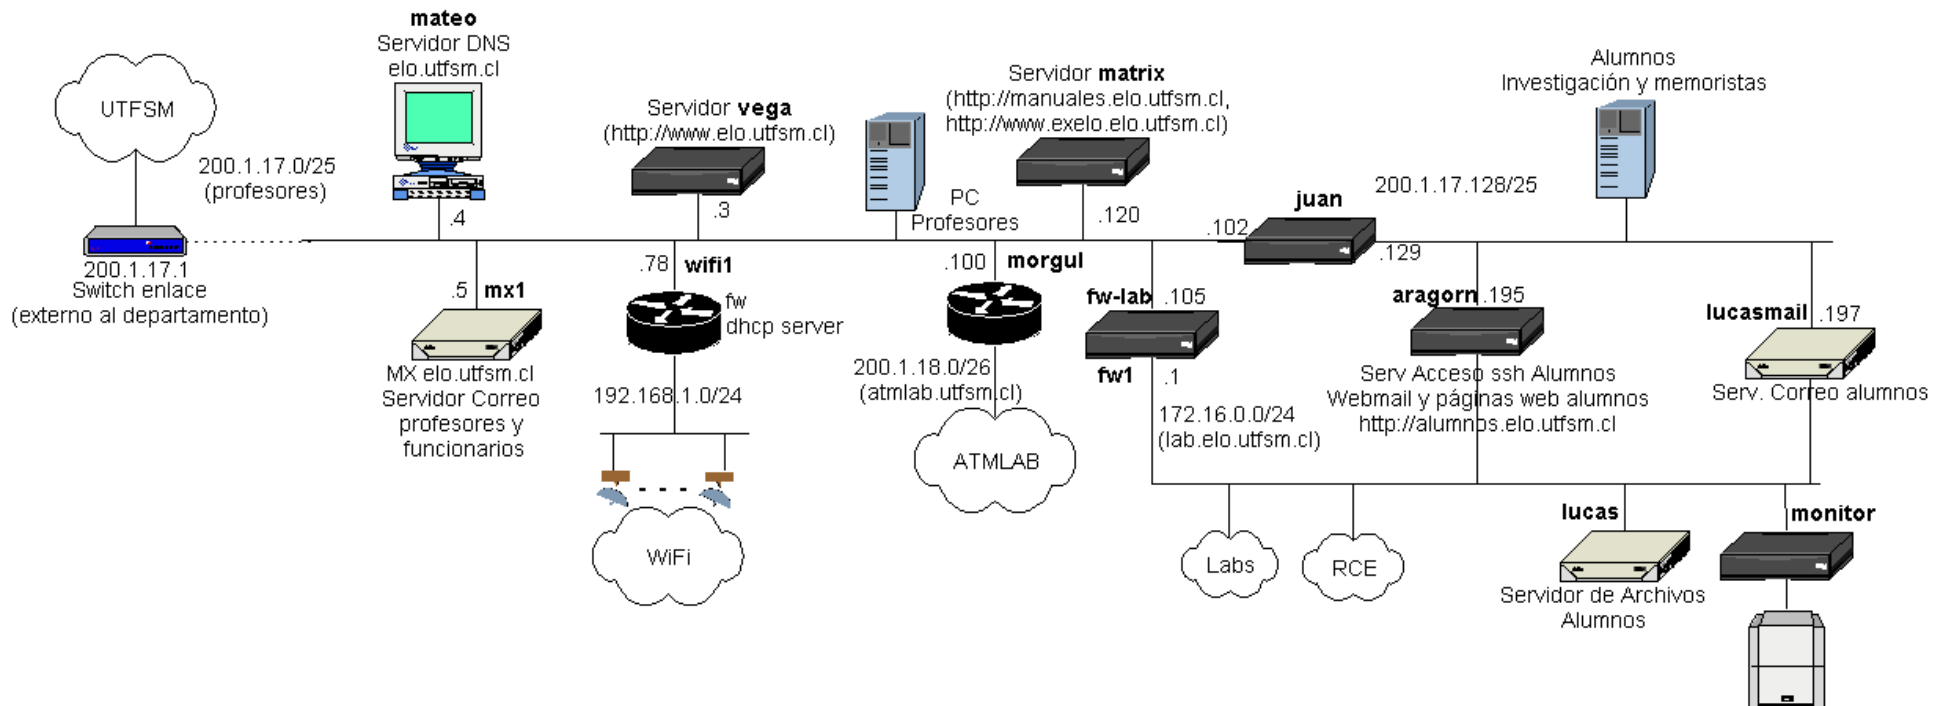 mateo
Servidor DNS
elo.utfsm.cl
UTFSM
200.1.17.0/25
(profesores)
.4
200.1.17.1
Switch enlace
(externo al departamento)
.5 mx1
MX elo.utfsm.cl
Servidor Correo
profesores y
funcionarios
Servidor vega
(http://www.elo.utfsm.cl)
.3
.78 wifi1
fw
dhcp server
192.168.1.0/24
WiFi
PC
Profesores
Servidor matrix
(http://manuales.elo.utfsm.cl,
http://www.exelo.elo.utfsm.cl)
.120
.100 morgul
200.1.18.0/26
(atmlab.utfsm.cl)
ATMLAB
.102
juan
.129
200.1.17.128/25
Alumnos
Investigación y memoristas
fw-lab .105
fw1 .1
172.16.0.0/24
(lab.elo.utfsm.cl)
aragorn .195
Serv Acceso ssh Alumnos
Webmail y páginas web alumnos
http://alumnos.elo.utfsm.cl
lucasmail .197
Serv. Correo alumnos
Labs
RCE
lucas
Servidor de Archivos
Alumnos
monitor